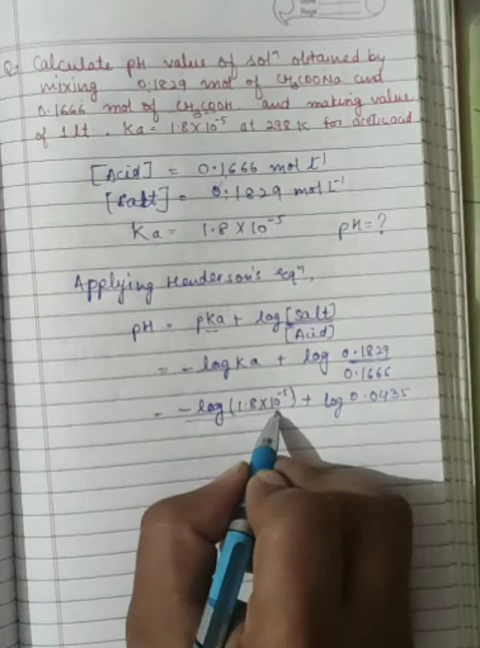 Q. Calculate pH value of solⁿ obtained by
mixing 0.1829 mol of CH₃COONa and
0.1666 mol of CH₃COOH and making value
of 1 lt. Ka = 1.8×10⁻⁵ at 298 K for acetic acid
[Acid] = 0.1666 mol L⁻¹
[Salt] = 0.1829 mol L⁻¹
Ka = 1.8×10⁻⁵ pH = ?
Applying Henderson's eqⁿ,
pH = pKa + log [Salt]
[Acid]
= -log Ka + log 0.1829
0.1666
= -log (1.8×10⁻⁵) + log 0.0435